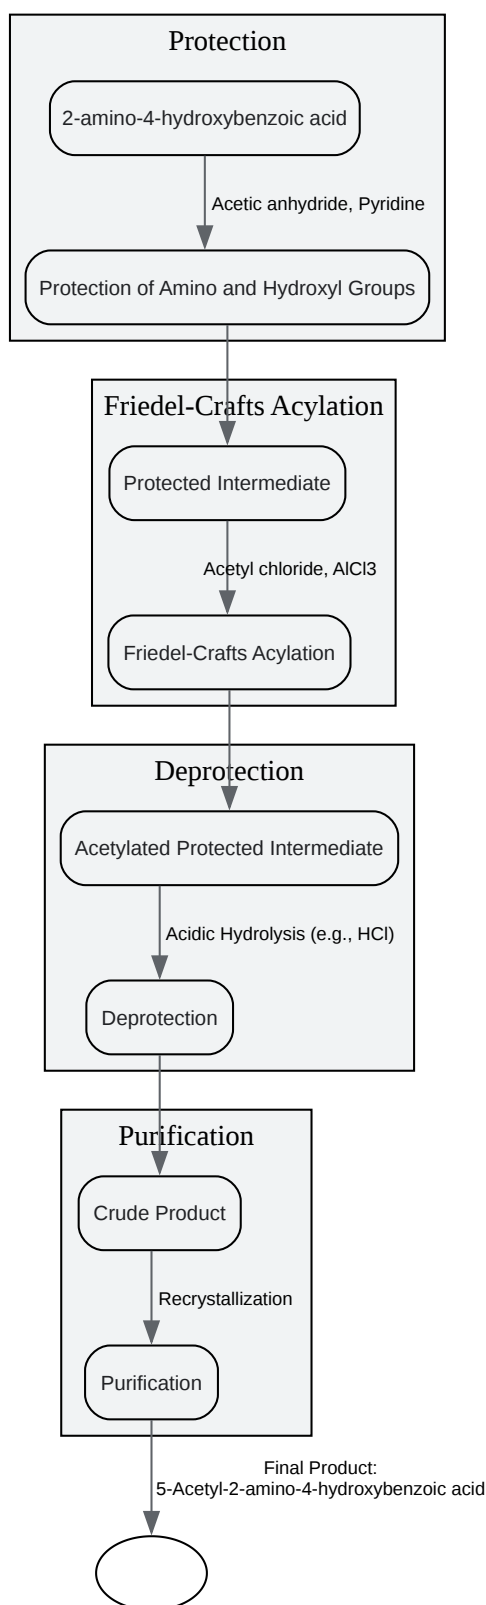 Protection
2-amino-4-hydroxybenzoic acid
Acetic anhydride, Pyridine
Protection of Amino and Hydroxyl Groups
Friedel-Crafts Acylation
Protected Intermediate
Acetyl chloride, AlCl3
Friedel-Crafts Acylation
Deprotection
Acetylated Protected Intermediate
Acidic Hydrolysis (e.g., HCl)
Deprotection
Purification
Crude Product
Recrystallization
Purification
Final Product:
5-Acetyl-2-amino-4-hydroxybenzoic acid